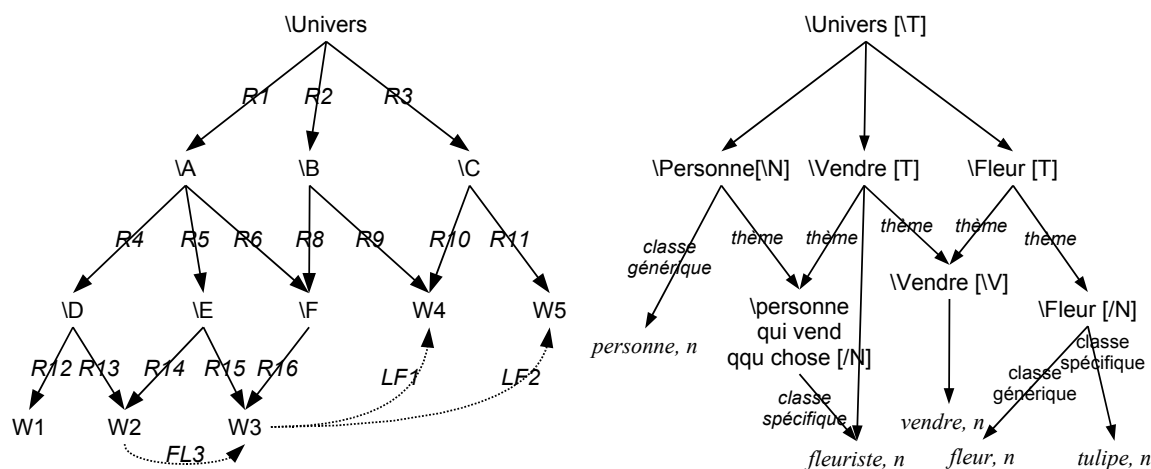 \Univers
R1 R2 R3
\A \B \C
R4 R5 R6 R8 R9 R10 R11
\D \E \F W4 W5
R12 R13 R14 R15 R16 LF1 LF2
W1 W2 W3
FL3
\Univers [\T]
\Personne[\N] \Vendre [T] \Fleur [T]
classe
générique
thème thème thème thème theme
\Vendre [\V]
\personne
qui vend
qqu chose [/N]
\Fleur [/N]
personne, n
classe
spécifique
classe
générique
classe
spécifique
vendre, n
fleuriste, n fleur, n tulipe, n